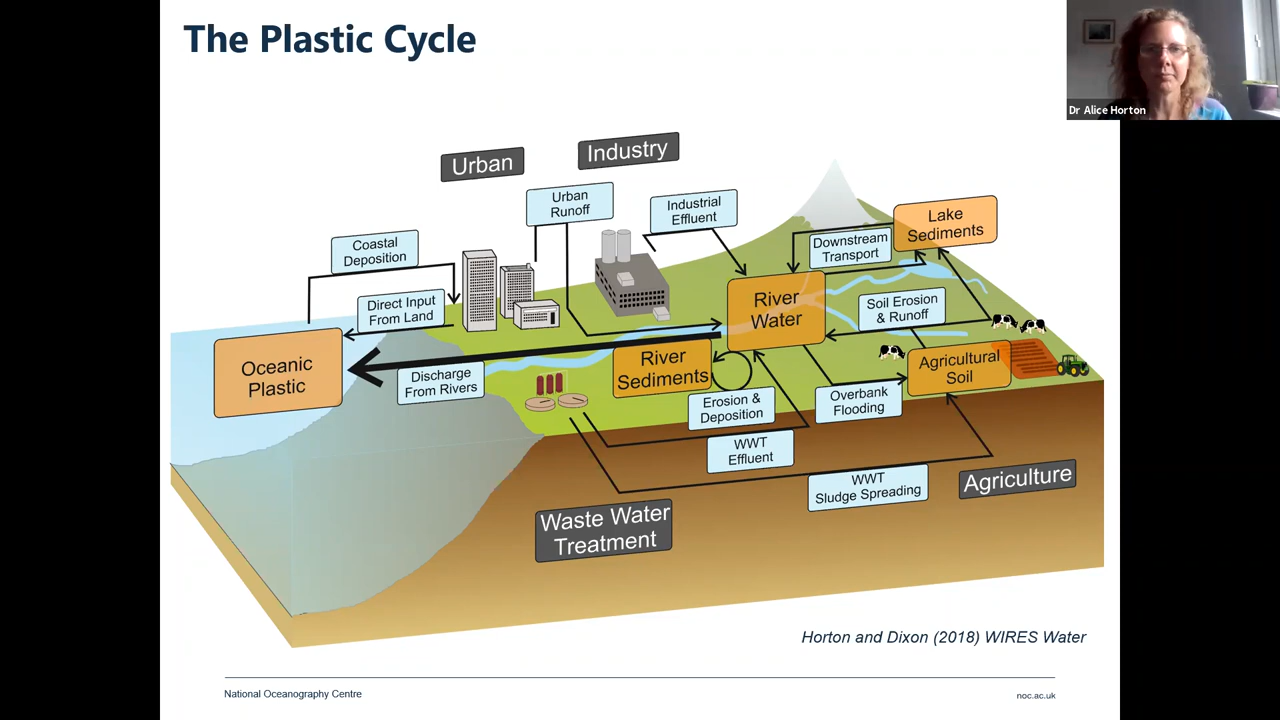 The Plastic Cycle
Dr Alice Horton
Urban
Industry
Urban
Runoff
Industrial
Effluent
Lake
Sediments
Coastal
Deposition
Downstream
Transport
Direct Input
From Land
River
Water
Soil Erosion
& Runoff
Oceanic
Plastic
River
Sediments
Agricultural
Soil
Discharge
From Rivers
Erosion &
Deposition
Overbank
Flooding
WWT
Effluent
WWT
Sludge Spreading
Agriculture
Waste Water
Treatment
Horton and Dixon (2018) WIRES Water
National Oceanography Centre
noc.ac.uk